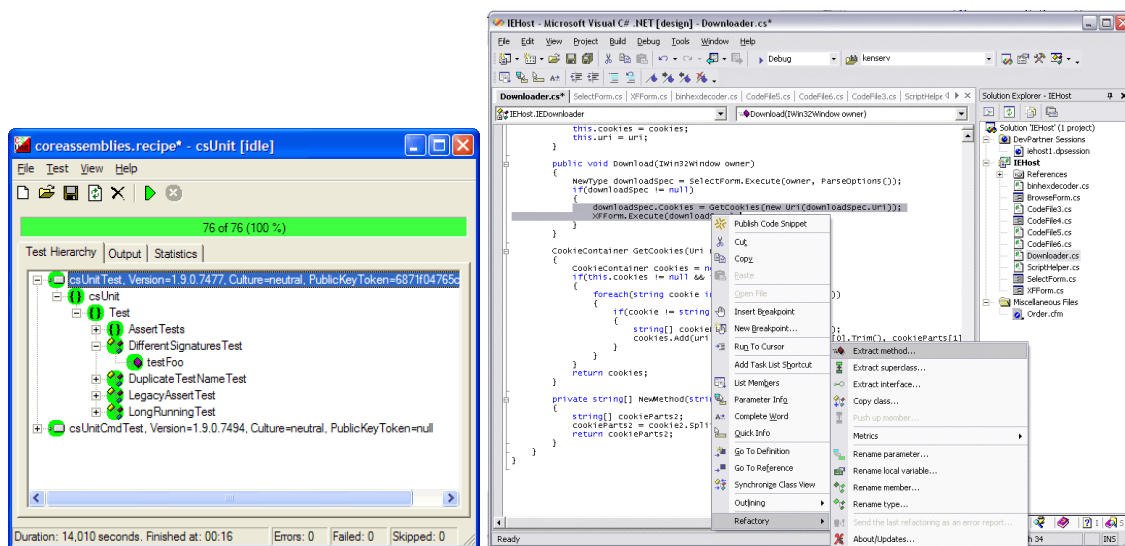 coreassemblies.recipe* - csUnit [idle]
File Test View Help
76 of 76 (100 %)
Test Hierarchy Output Statistics
csUnitTest, Version=1.9.0.7477, Culture=neutral, PublicKeyToken=6871f04765c
csUnit
Test
AssertTests
DifferentSignaturesTest
testFoo
DuplicateTestNameTest
LegacyAssertTest
LongRunningTest
csUnitCmdTest, Version=1.9.0.7494, Culture=neutral, PublicKeyToken=null
Duration: 14,010 seconds. Finished at: 00:16 Errors: 0 Failed: 0 Skipped: 0
IEHost - Microsoft Visual C# .NET [design] - Downloader.cs*
File Edit View Project Build Debug Tools Window Help
Debug kenserv
Downloader.cs* SelectForm.cs XFForm.cs binhexdecoder.cs CodeFile5.cs CodeFile6.cs CodeFile3.cs ScriptHelper
IEHost.IEDownloader Download(IWin32Window owner)
this.cookies = cookies;
this.uri = uri;
}
public void Download(IWin32Window owner)
{
NewType downloadSpec = SelectForm.Execute(owner, ParseOptions());
if(downloadSpec != null)
{
downloadSpec.Cookies = GetCookies(new Uri(downloadSpec.Uri));
XFForm.Execute(downloadS
}
}
CookieContainer GetCookies(Uri
{
CookieContainer cookies = n
if(this.cookies != null &&
{
foreach(string cookie i ))
{
if(cookie != string
{
string[] cookie );
cookies.Add(uri [0].Trim(), cookieParts[1]
}
}
}
return cookies;
}
private string[] NewMethod(strin
{
string[] cookieParts2;
cookieParts2 = cookie2.Spli
return cookieParts2;
}
}
}
Publish Code Snippet
Cut
Copy
Paste
Open File
Insert Breakpoint
New Breakpoint...
Run To Cursor
Add Task List Shortcut
List Members
Parameter Info
Complete Word
Quick Info
Go To Definition
Go To Reference
Synchronize Class View
Outlining
Refactory
Extract method...
Extract superclass...
Extract interface...
Copy class...
Push up member...
Metrics
Rename parameter...
Rename local variable...
Rename member...
Rename type...
Send the last refactoring as an error report...
About/Updates...
Solution Explorer - IEHost
Solution 'IEHost' (1 project)
DevPartner Sessions
iehost1.dpsession
IEHost
References
binhexdecoder.cs
BrowseForm.cs
CodeFile3.cs
CodeFile4.cs
CodeFile5.cs
CodeFile6.cs
Downloader.cs
ScriptHelper.cs
SelectForm.cs
XFForm.cs
Miscellaneous Files
Order.cfm
Ready h 34 INS